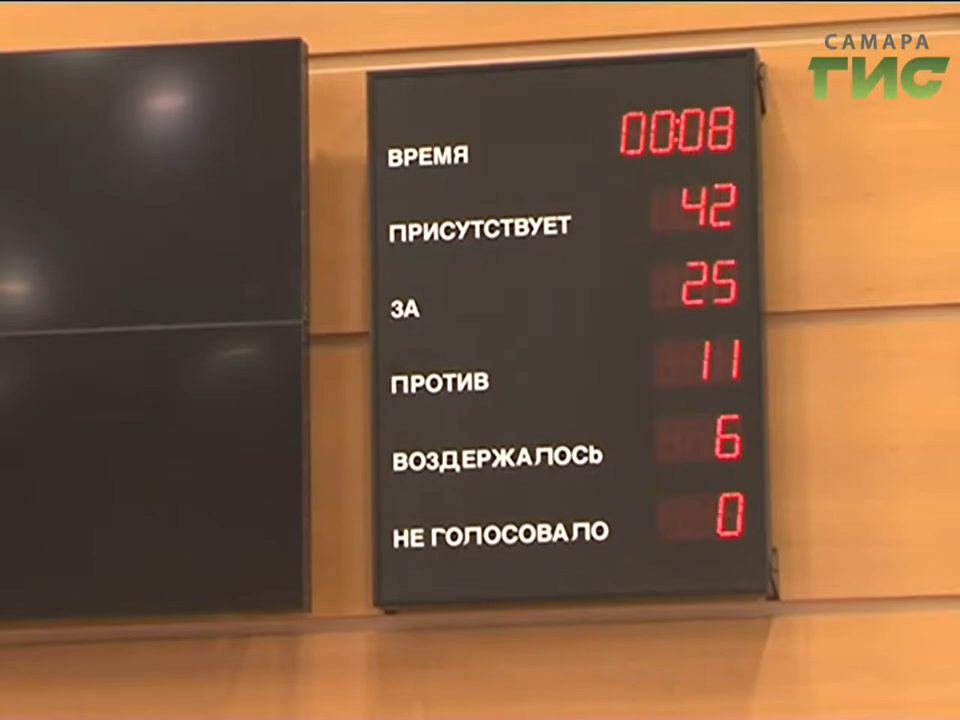 САМАРА
ГИС
ВРЕМЯ 00:08
ПРИСУТСТВУЕТ 42
ЗА 25
ПРОТИВ 11
ВОЗДЕРЖАЛОСЬ 6
НЕ ГОЛОСОВАЛО 0